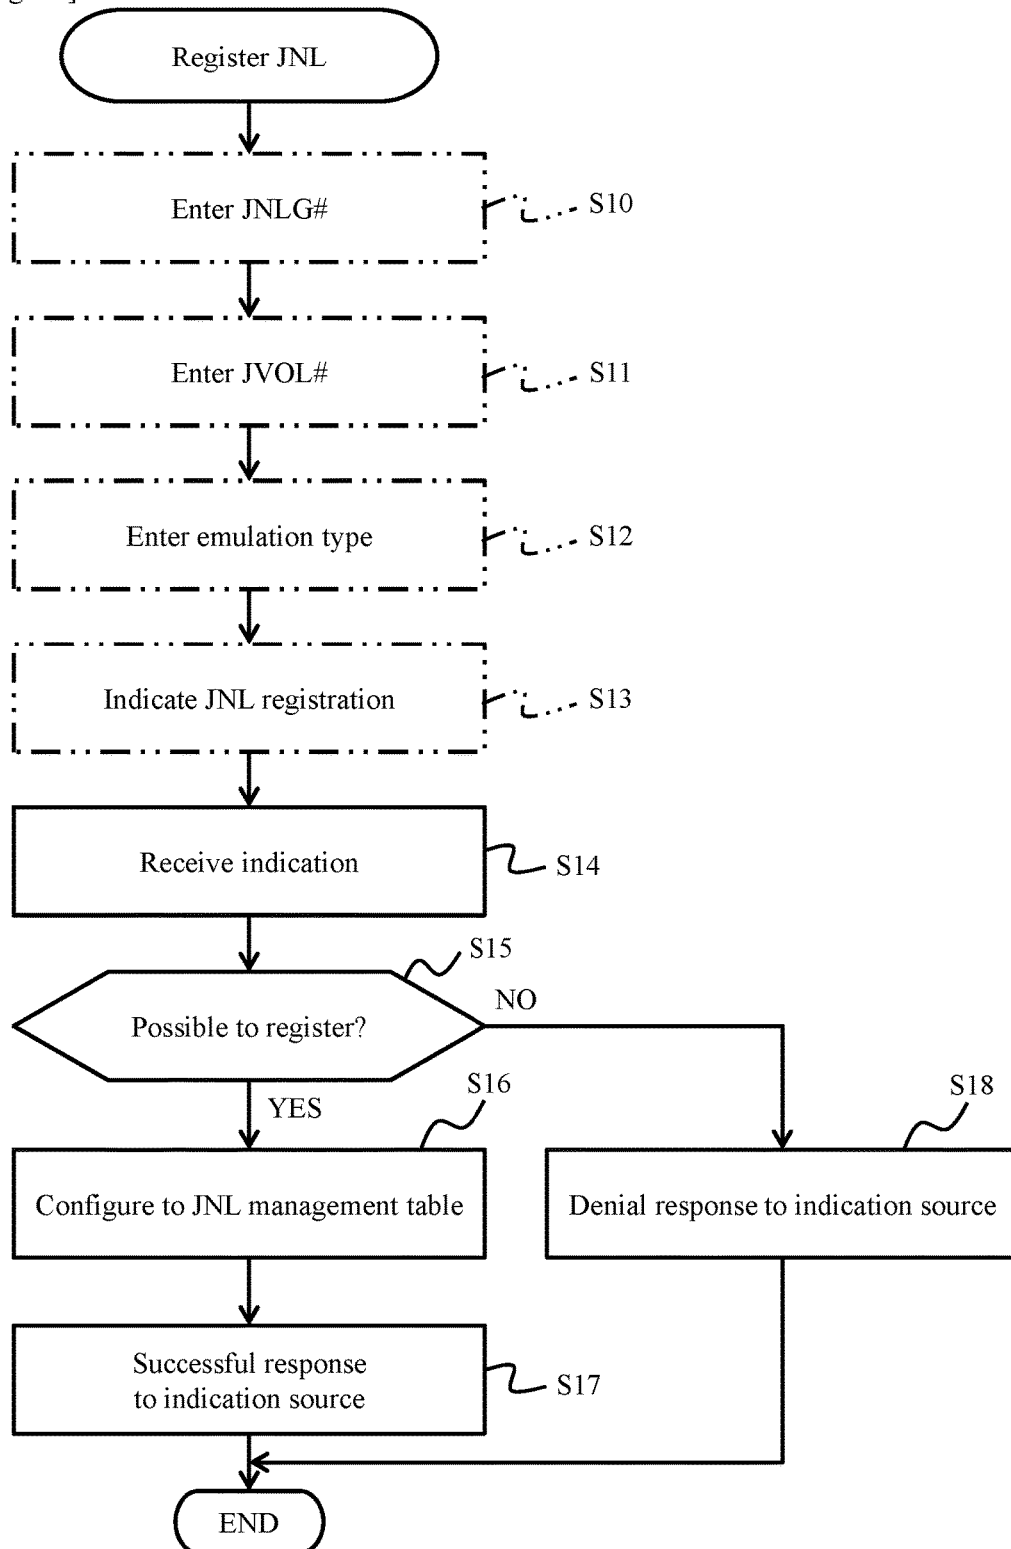 Register JNL
Enter JNLG#
S10
Enter JVOL#
S11
Enter emulation type
S12
Indicate JNL registration
S13
Receive indication
S14
S15
Possible to register?
NO
YES
S16
S18
Configure to JNL management table
Denial response to indication source
Successful response
to indication source
S17
END